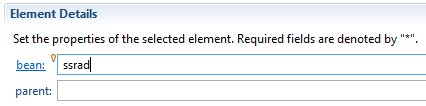 Element Details
Set the properties of the selected element. Required fields are denoted by "*".
bean: ssrad
parent: